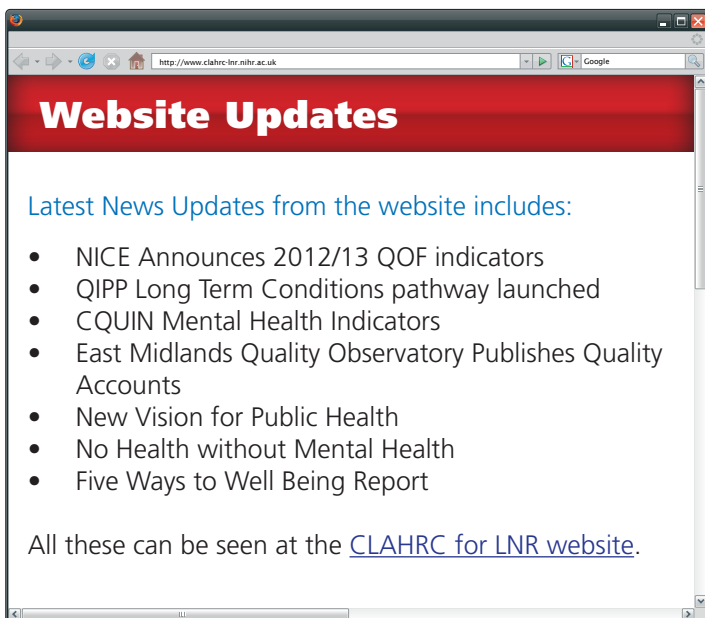 http://www.clahrc-lnr.nihr.ac.uk
G Google
Website Updates
Latest News Updates from the website includes:
• NICE Announces 2012/13 QOF indicators
• QIPP Long Term Conditions pathway launched
• CQUIN Mental Health Indicators
• East Midlands Quality Observatory Publishes Quality
Accounts
• New Vision for Public Health
• No Health without Mental Health
• Five Ways to Well Being Report
All these can be seen at the CLAHRC for LNR website.